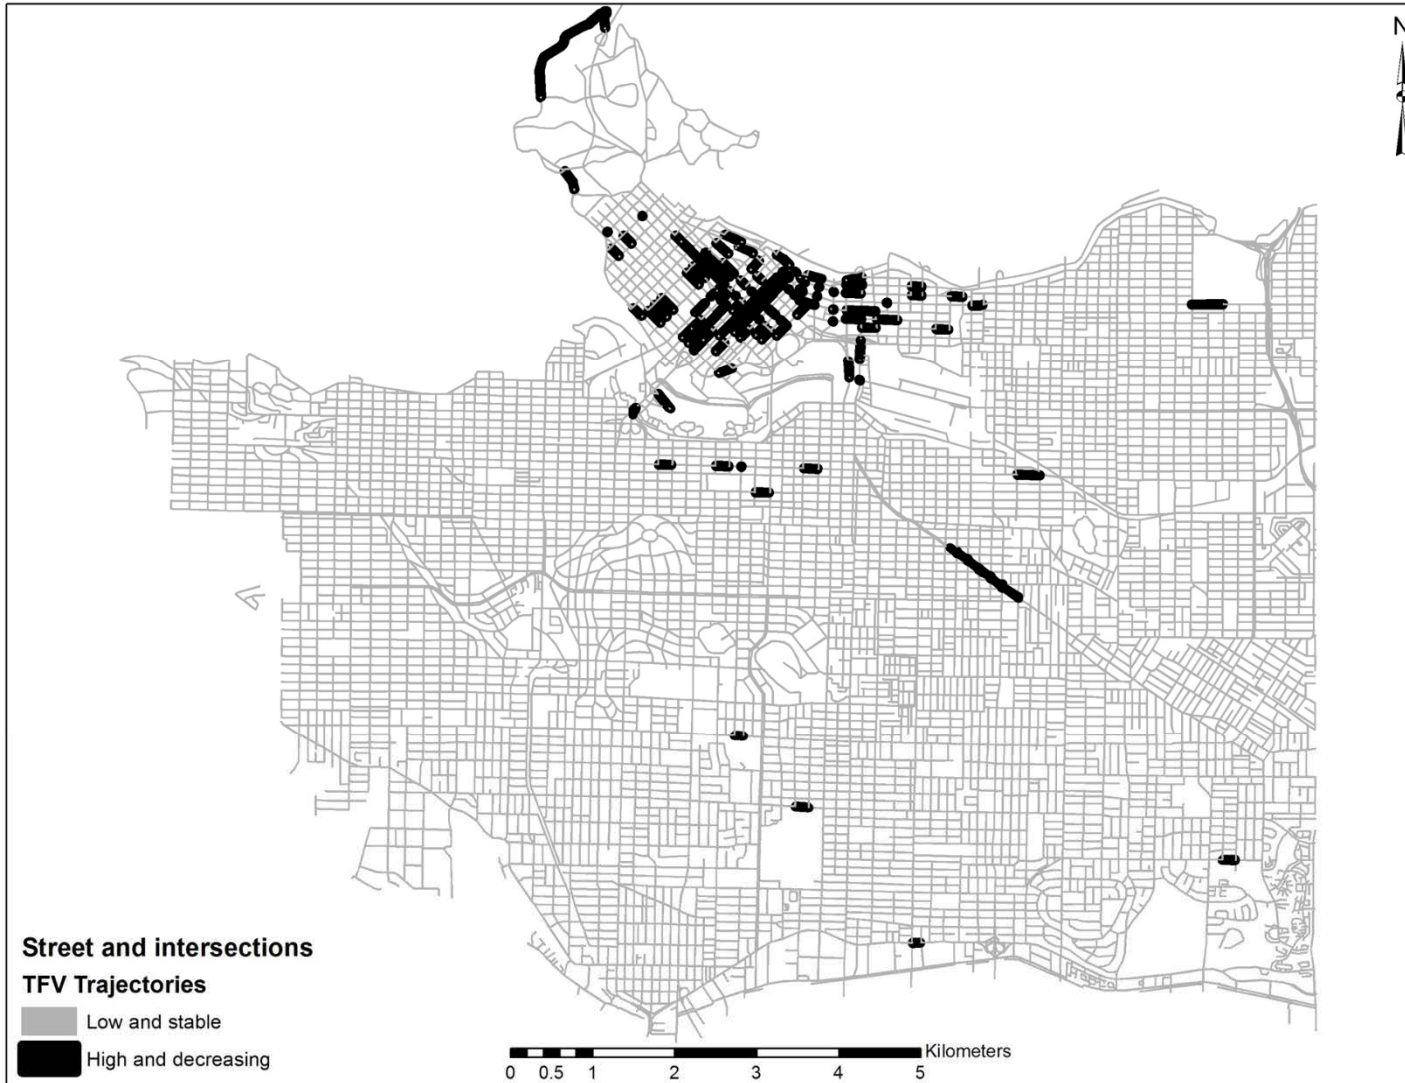 N
Street and intersections
TFV Trajectories
Low and stable
High and decreasing
Kilometers
0 0.5 1 2 3 4 5